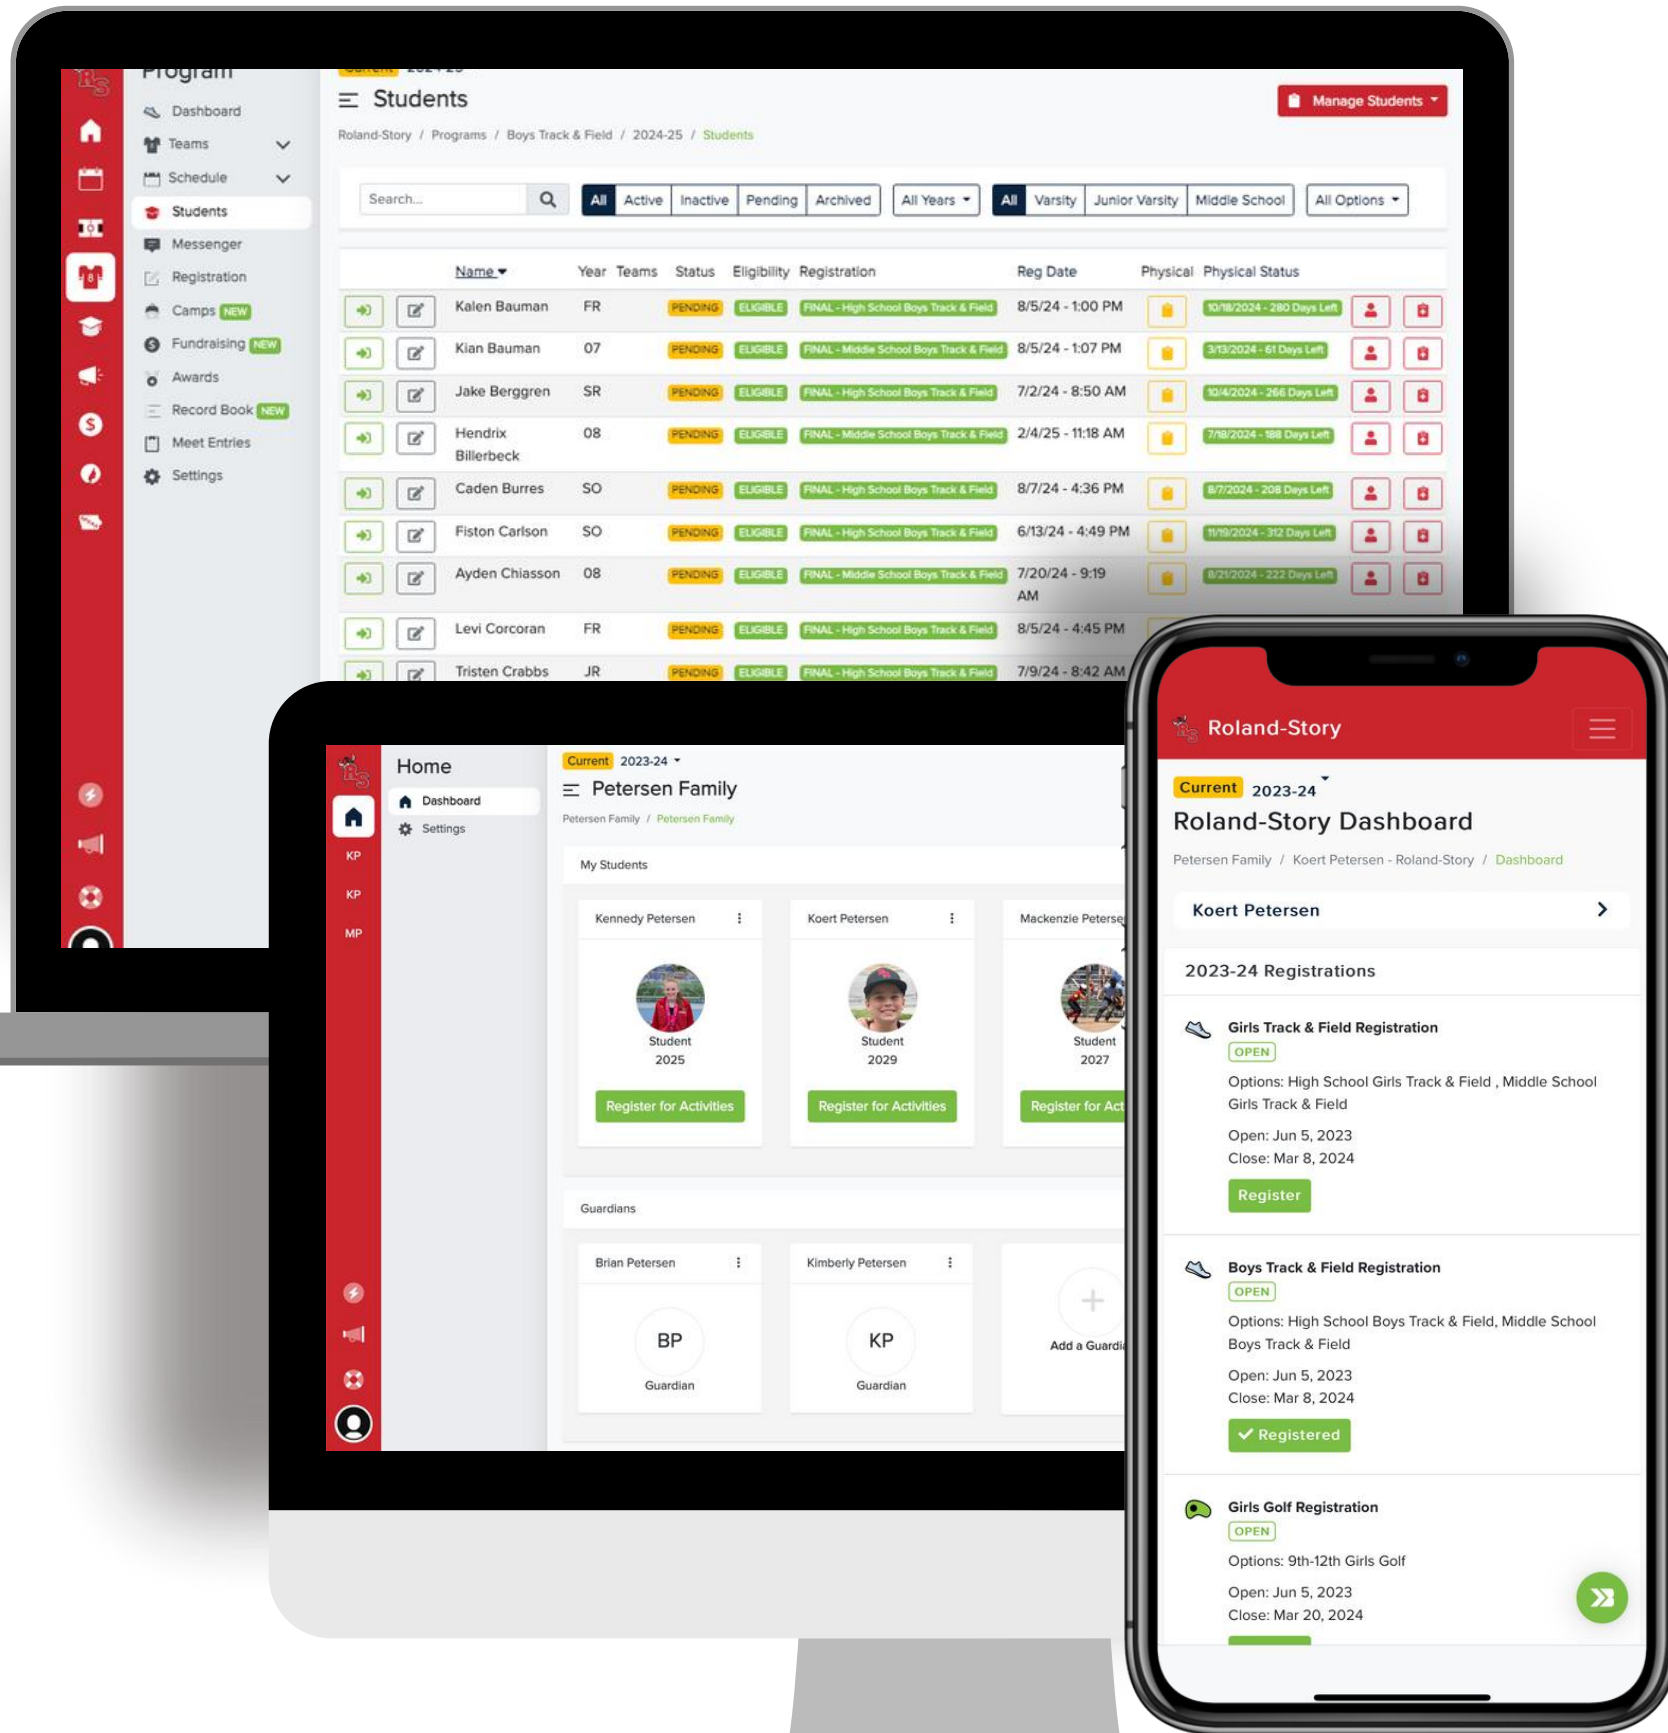 Program
Dashboard
Teams
Schedule
Students
Messenger
Registration
Camps NEW
Fundraising NEW
Awards
Record Book NEW
Meet Entries
Settings
Current 2024-25
Students
Manage Students
Roland-Story / Programs / Boys Track & Field / 2024-25 / Students
Search... All Active Inactive Pending Archived All Years All Varsity Junior Varsity Middle School All Options
Name Year Teams Status Eligibility Registration Reg Date Physical Physical Status
Kalen Bauman FR PENDING ELIGIBLE FINAL - High School Boys Track & Field 8/5/24 - 1:00 PM 10/18/2024 - 280 Days Left
Kian Bauman 07 PENDING ELIGIBLE FINAL - Middle School Boys Track & Field 8/5/24 - 1:07 PM 3/13/2024 - 61 Days Left
Jake Berggren SR PENDING ELIGIBLE FINAL - High School Boys Track & Field 7/2/24 - 8:50 AM 10/4/2024 - 266 Days Left
Hendrix 08 PENDING ELIGIBLE FINAL - Middle School Boys Track & Field 2/4/25 - 11:18 AM 7/18/2024 - 188 Days Left
Billerbeck
Caden Burres SO PENDING ELIGIBLE FINAL - High School Boys Track & Field 8/7/24 - 4:36 PM 8/7/2024 - 208 Days Left
Fiston Carlson SO PENDING ELIGIBLE FINAL - High School Boys Track & Field 6/13/24 - 4:49 PM 11/19/2024 - 312 Days Left
Ayden Chiasson 08 PENDING ELIGIBLE FINAL - Middle School Boys Track & Field 7/20/24 - 9:19 8/21/2024 - 222 Days Left
AM
Levi Corcoran FR PENDING ELIGIBLE FINAL - High School Boys Track & Field 8/5/24 - 4:45 PM
Tristen Crabbs JR PENDING ELIGIBLE FINAL - High School Boys Track & Field 7/9/24 - 8:42 AM
RS
Home
Dashboard
Settings
KP
KP
MP
Current 2023-24
Petersen Family
Petersen Family / Petersen Family
My Students
Kennedy Petersen
Student
2025
Register for Activities
Koert Petersen
Student
2029
Register for Activities
Mackenzie Peterse
Student
2027
Register for Act
Guardians
Brian Petersen
BP
Guardian
Kimberly Petersen
KP
Guardian
Add a Guardia
RS Roland-Story
Current 2023-24
Roland-Story Dashboard
Petersen Family / Koert Petersen - Roland-Story / Dashboard
Koert Petersen
2023-24 Registrations
Girls Track & Field Registration
OPEN
Options: High School Girls Track & Field , Middle School
Girls Track & Field
Open: Jun 5, 2023
Close: Mar 8, 2024
Register
Boys Track & Field Registration
OPEN
Options: High School Boys Track & Field, Middle School
Boys Track & Field
Open: Jun 5, 2023
Close: Mar 8, 2024
Registered
Girls Golf Registration
OPEN
Options: 9th-12th Girls Golf
Open: Jun 5, 2023
Close: Mar 20, 2024